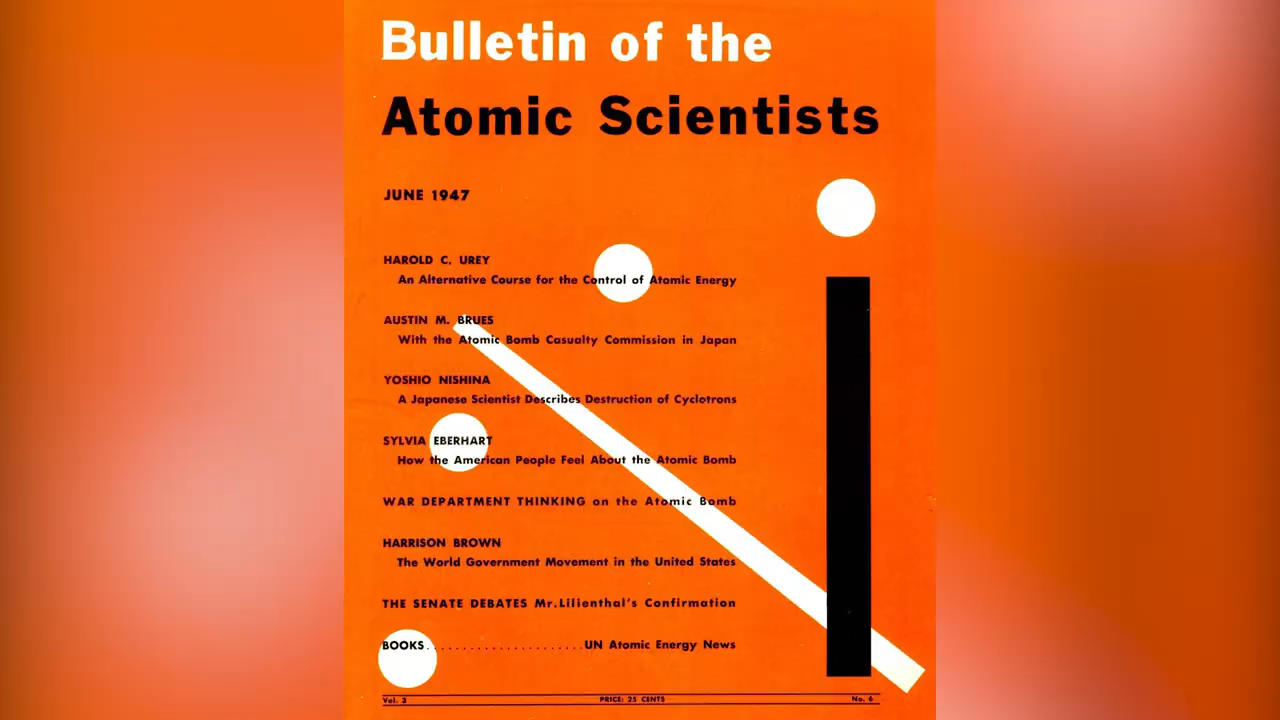 Bulletin of the
Atomic Scientists
JUNE 1947
HAROLD C. UREY
An Alternative Course for the Control of Atomic Energy
AUSTIN M. BRUES
With the Atomic Bomb Casualty Commission in Japan
YOSHIO NISHINA
A Japanese Scientist Describes Destruction of Cyclotrons
SYLVIA EBERHART
How the American People Feel About the Atomic Bomb
WAR DEPARTMENT THINKING on the Atomic Bomb
HARRISON BROWN
The World Government Movement in the United States
THE SENATE DEBATES Mr. Lilienthal's Confirmation
BOOKS......................UN Atomic Energy News
Vol. 3 PRICE: 25 CENTS No. 6